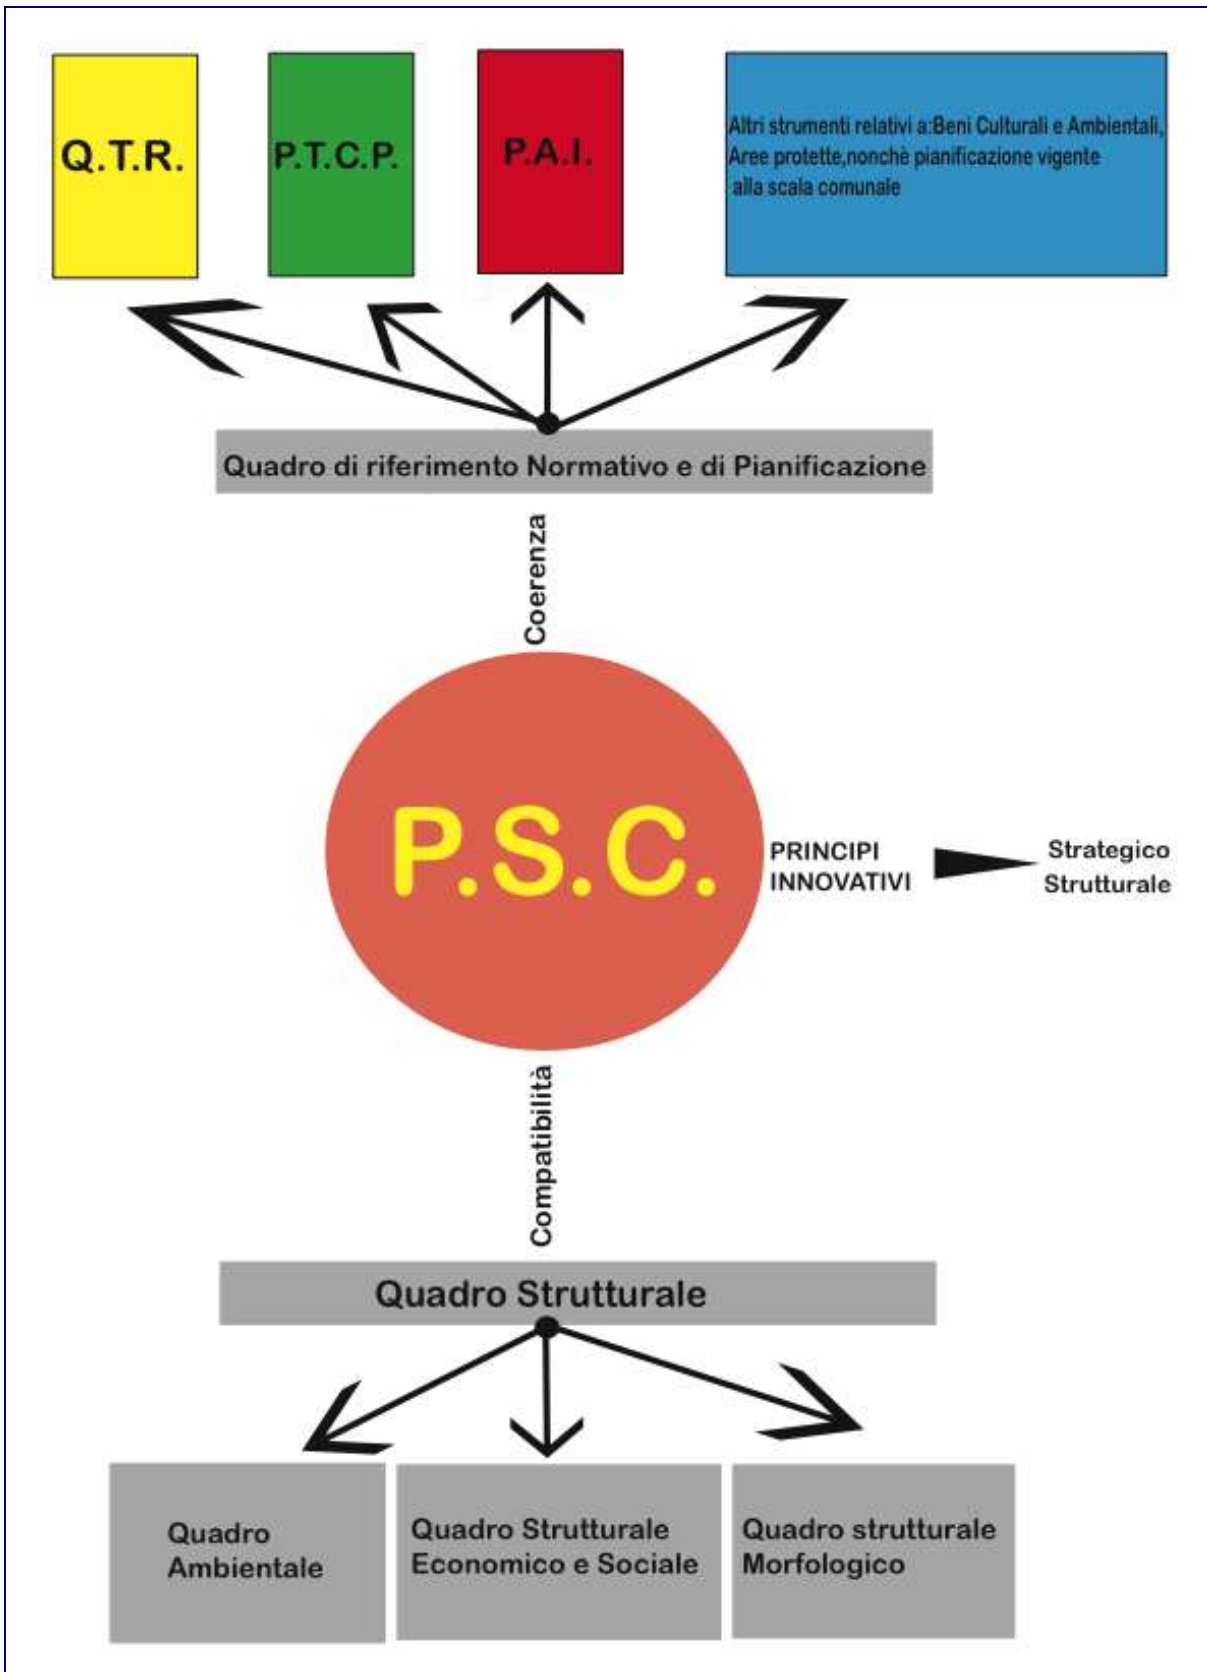 Q.T.R.
P.T.C.P.
P.A.I.
Altri strumenti relativi a:Beni Culturali e Ambientali,
Aree protette,nonchè pianificazione vigente
alla scala comunale
Quadro di riferimento Normativo e di Pianificazione
Coerenza
P.S.C.
PRINCIPI
INNOVATIVI
Strategico
Strutturale
Compatibilità
Quadro Strutturale
Quadro
Ambientale
Quadro Strutturale
Economico e Sociale
Quadro strutturale
Morfologico